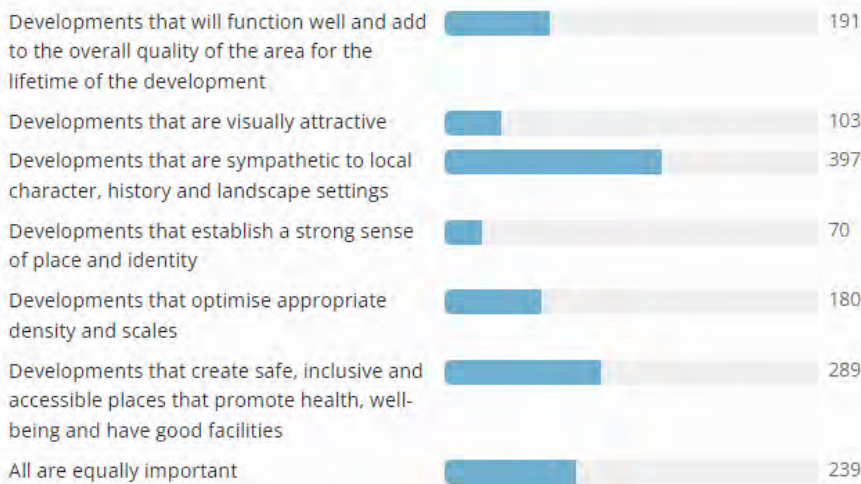 Developments that will function well and add 191
to the overall quality of the area for the
lifetime of the development
Developments that are visually attractive 103
Developments that are sympathetic to local 397
character, history and landscape settings
Developments that establish a strong sense 70
of place and identity
Developments that optimise appropriate 180
density and scales
Developments that create safe, inclusive and 289
accessible places that promote health, well-
being and have good facilities
All are equally important 239